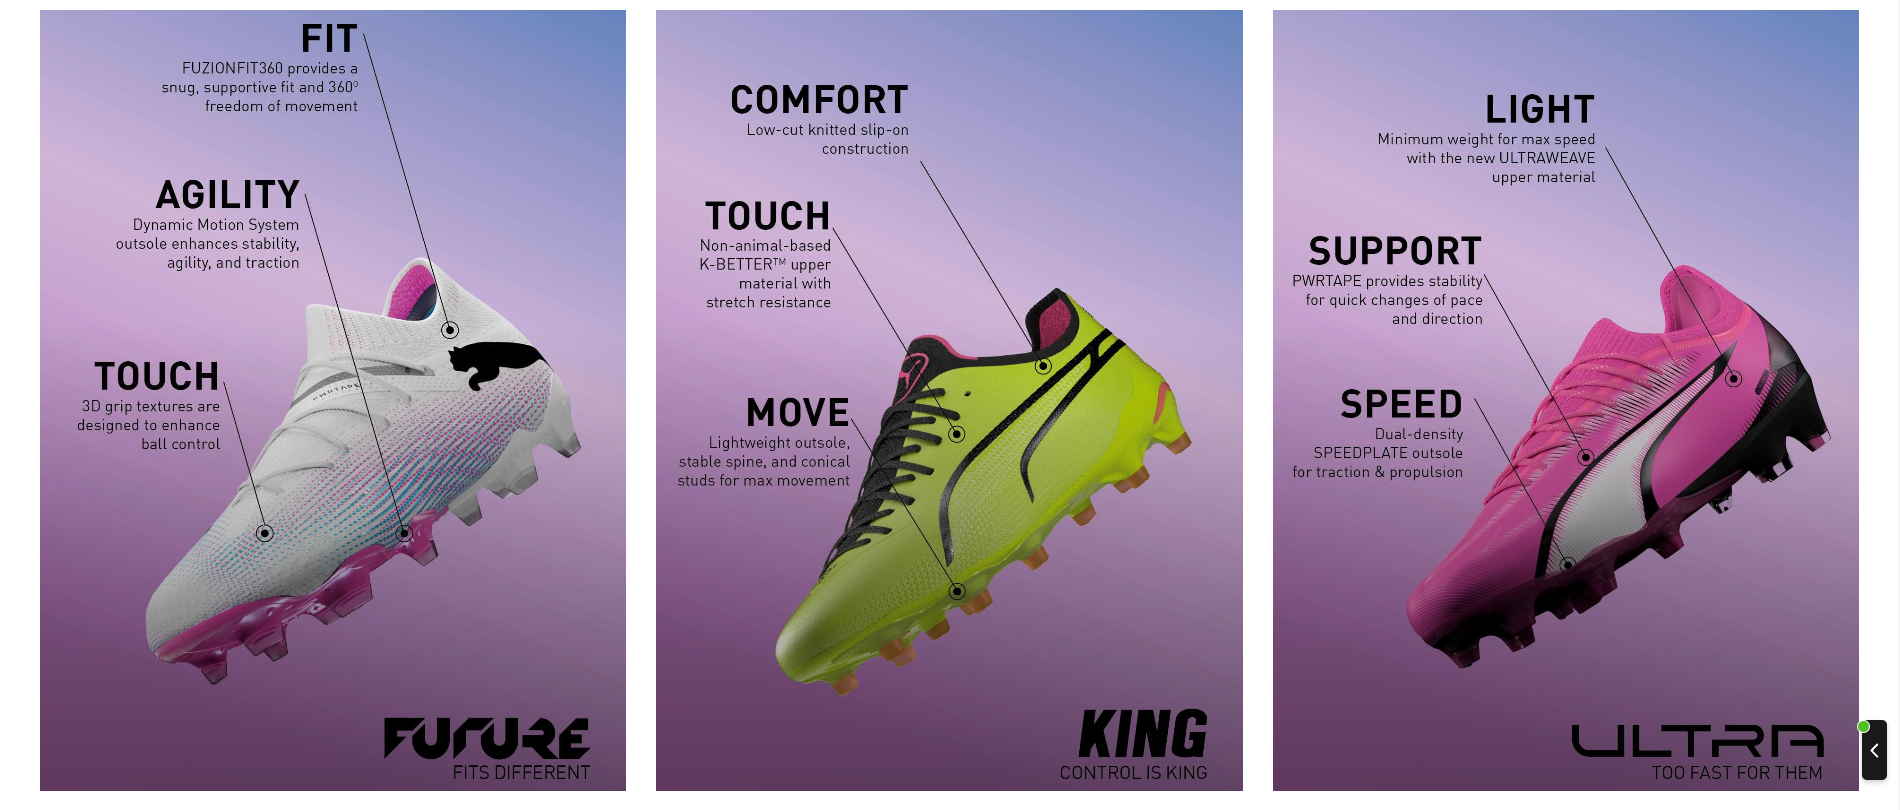 FIT
FUZIONFIT360 provides a
snug, supportive fit and 360º
freedom of movement
AGILITY
Dynamic Motion System
outsole enhances stability,
agility, and traction
TOUCH
3D grip textures are
designed to enhance
ball control
PWRTAPE
FUTURE
FITS DIFFERENT
COMFORT
Low-cut knitted slip-on
construction
TOUCH
Non-animal-based
K-BETTER™ upper
material with
stretch resistance
MOVE
Lightweight outsole,
stable spine, and conical
studs for max movement
KING
CONTROL IS KING
LIGHT
Minimum weight for max speed
with the new ULTRAWEAVE
upper material
SUPPORT
PWRTAPE provides stability
for quick changes of pace
and direction
SPEED
Dual-density
SPEEDPLATE outsole
for traction & propulsion
ULTRA
TOO FAST FOR THEM